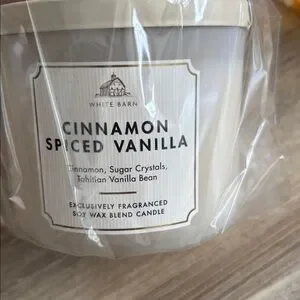 WHITE BARN
CINNAMON
SPICED VANILLA
Cinnamon, Sugar Crystals,
Tahitian Vanilla Bean
EXCLUSIVELY FRAGRANCED
SOY WAX BLEND CANDLE